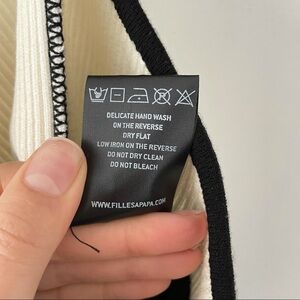 DELICATE HAND WASH
ON THE REVERSE
DRY FLAT
LOW IRON ON THE REVERSE
DO NOT DRY CLEAN
DO NOT BLEACH
WWW.FILLESAPAPA.COM